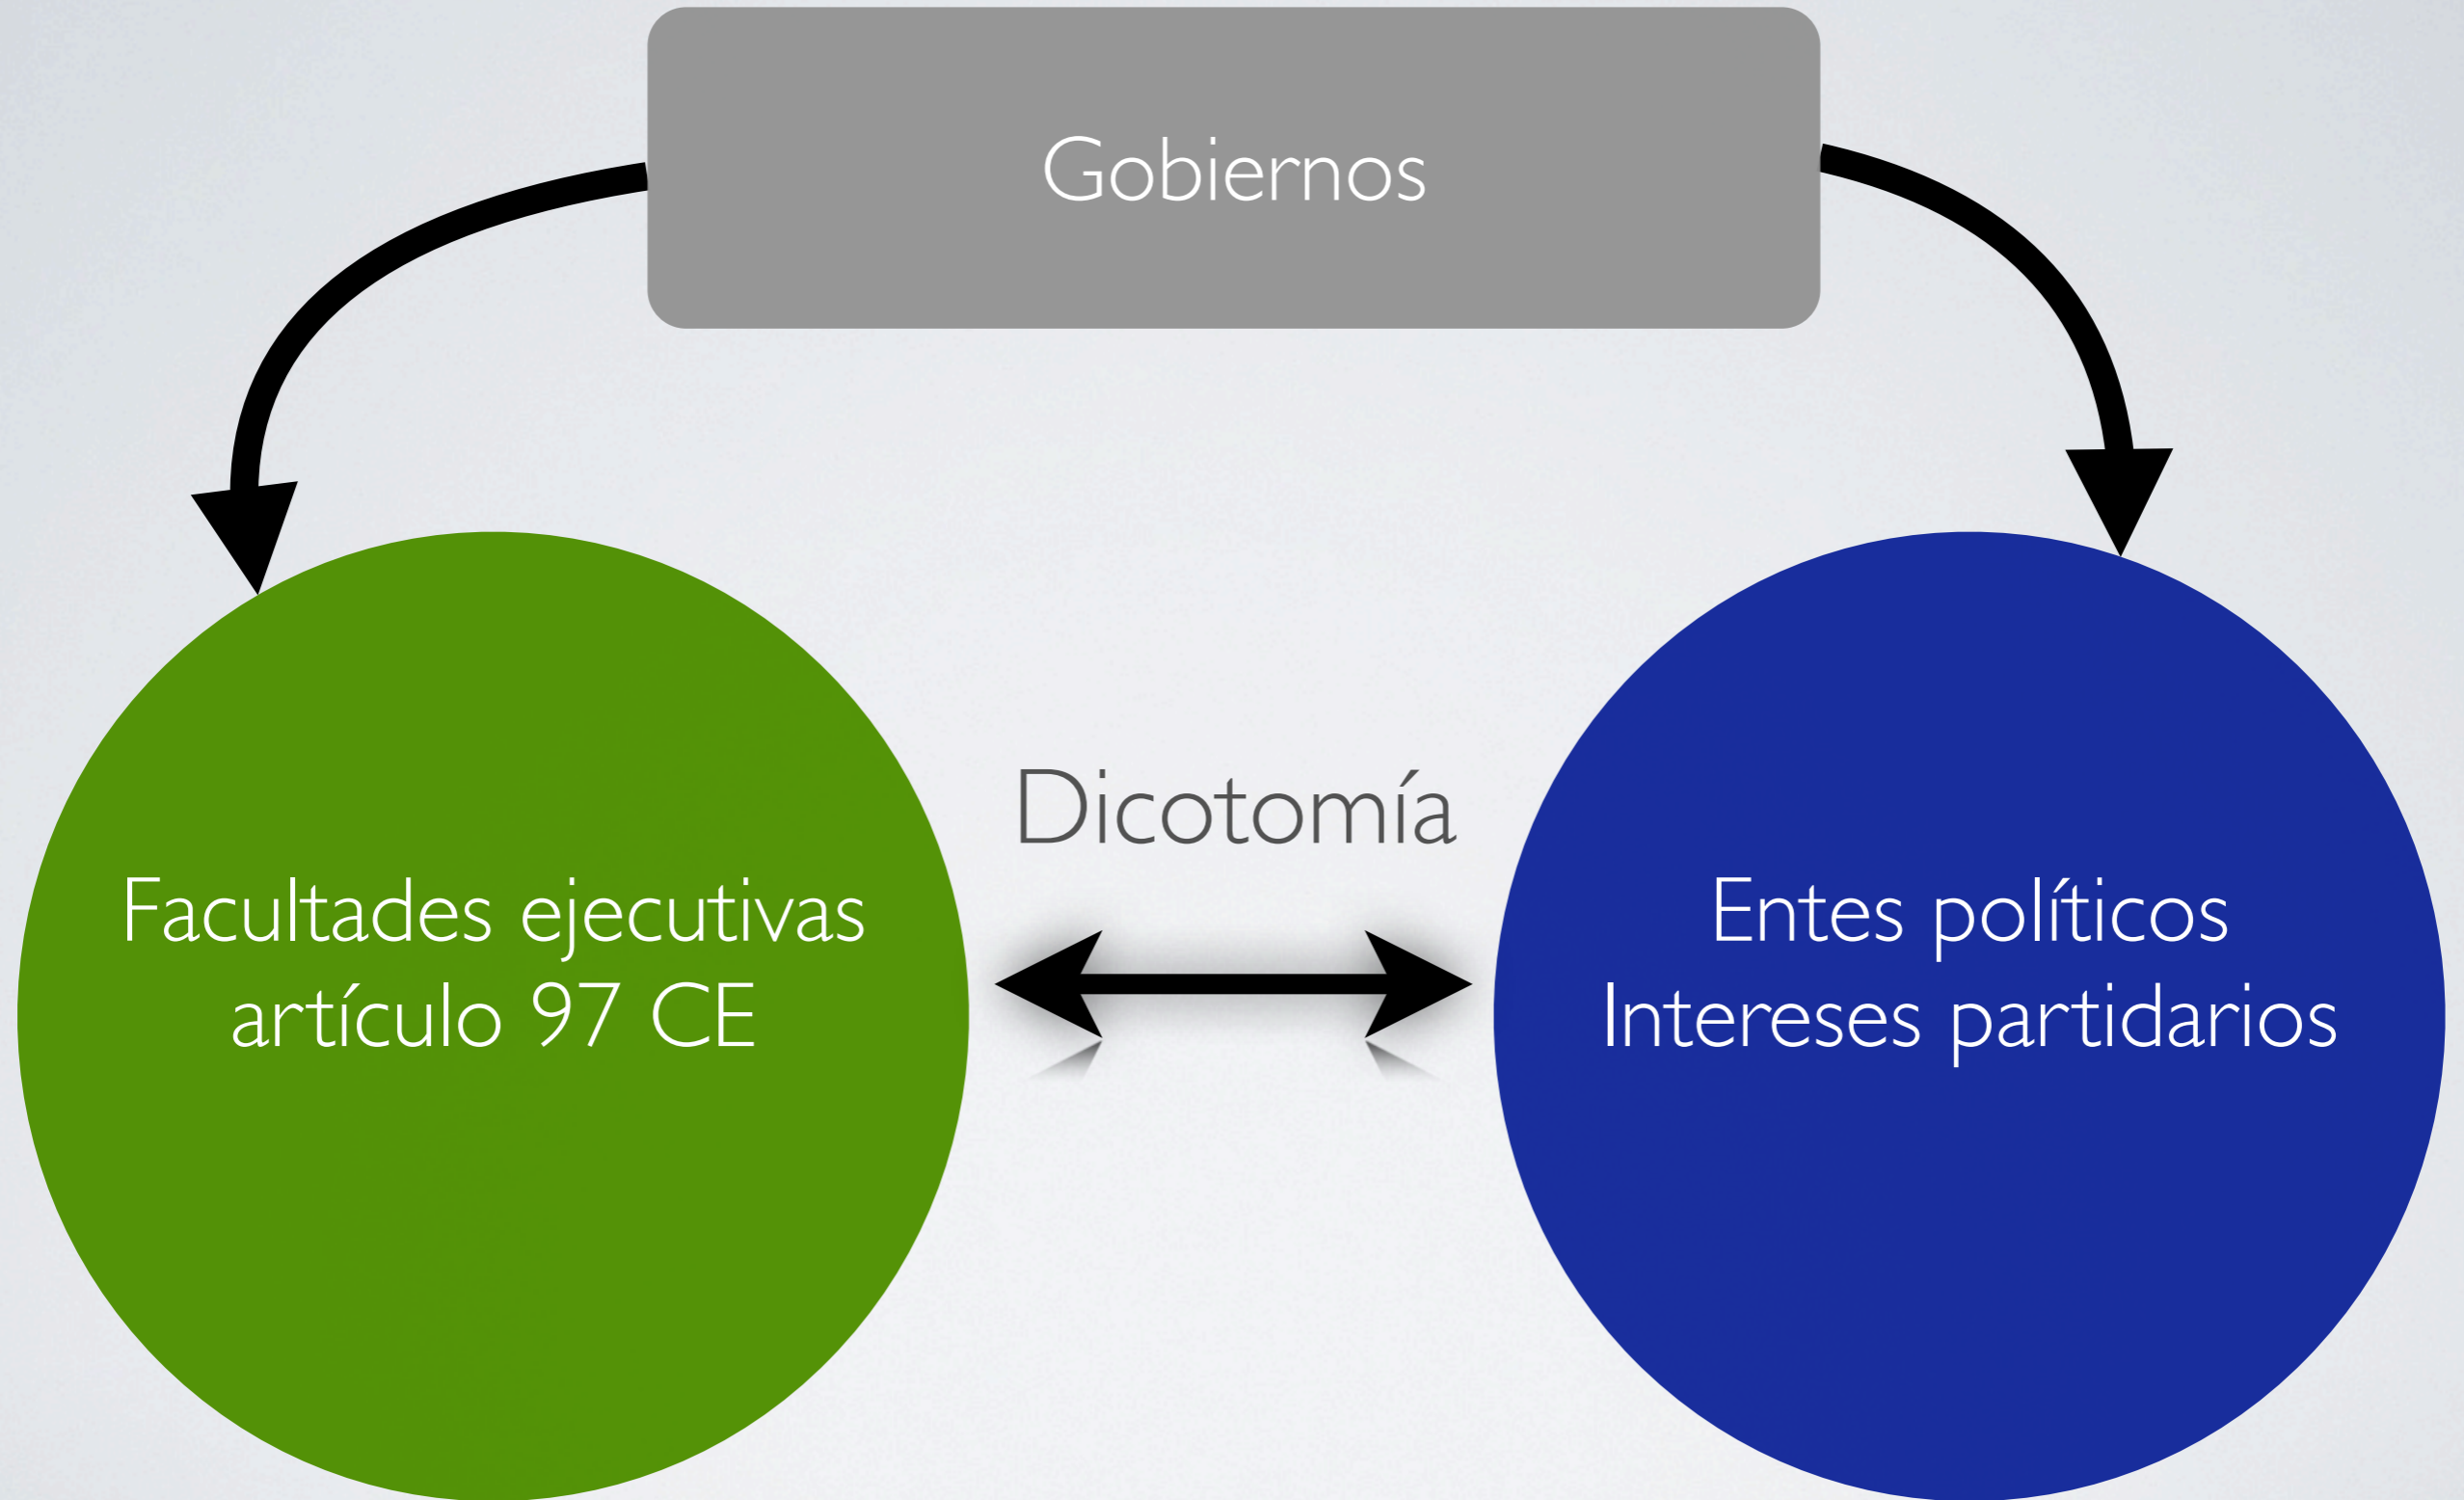 Gobiernos
Dicotomía
Facultades ejecutivas
artículo 97 CE
Entes políticos
Intereses partidarios